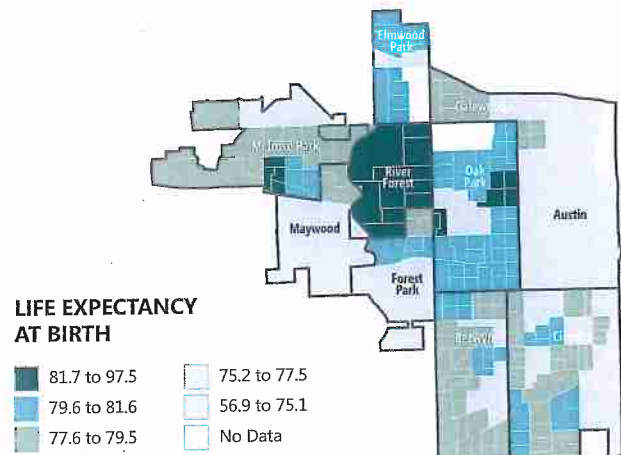 Elmwood
Park
Galewood
Melrose Park
River
Forest
Oak
Park
Austin
Maywood
Forest
Park
Berwyn
Ci
LIFE EXPECTANCY
AT BIRTH
81.7 to 97.5
79.6 to 81.6
77.6 to 79.5
75.2 to 77.5
56.9 to 75.1
No Data